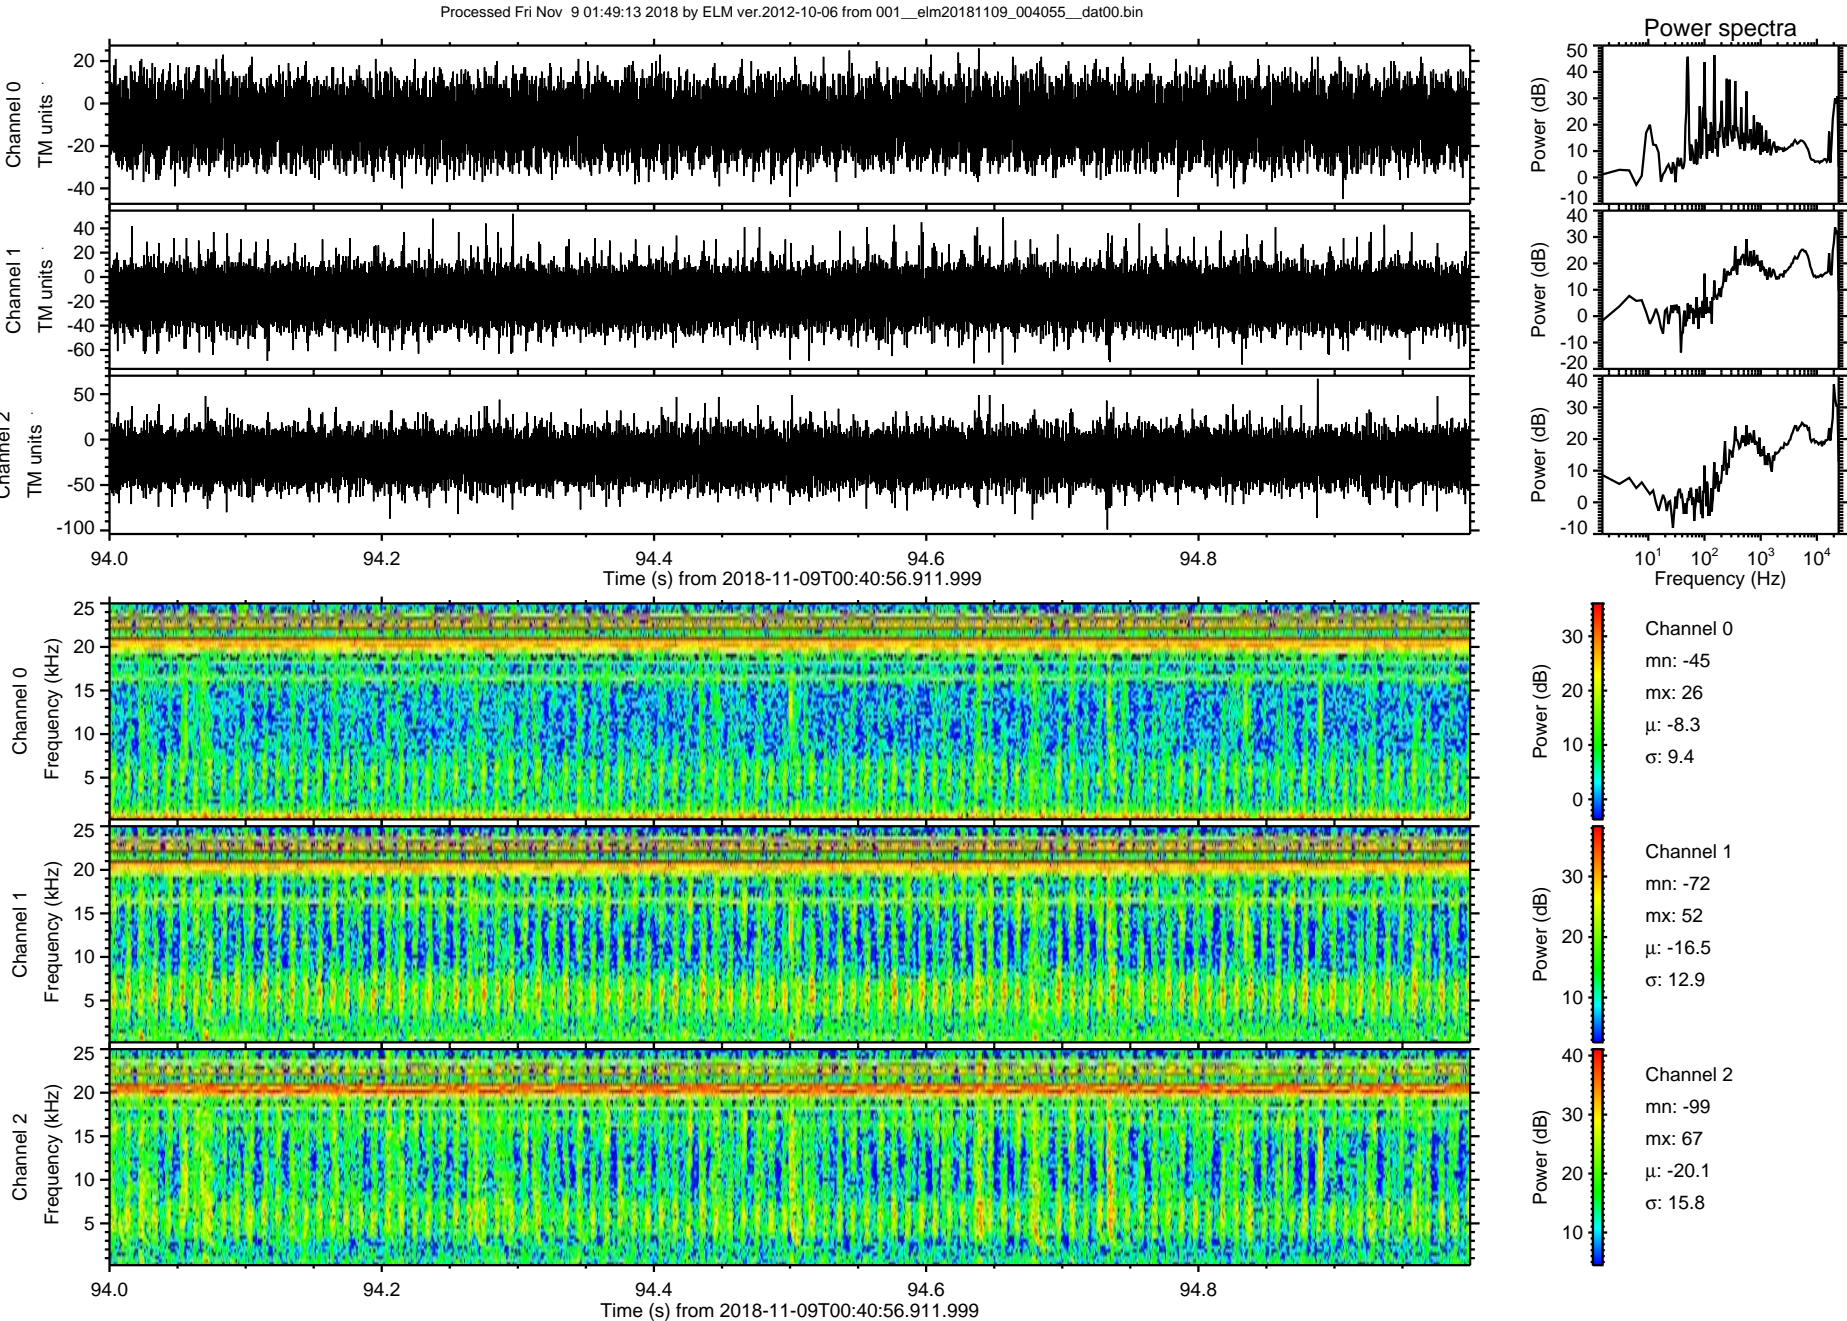 Processed Fri Nov  9 01:49:13 2018 by ELM ver.2012-10-06 from 001__elm20181109_004055__dat00.bin
Power spectra
Channel 0
TM units
20
0
-20
-40
Power (dB)
50
40
30
20
10
0
-10
Channel 1
TM units
40
20
0
-20
-40
-60
Power (dB)
40
30
20
10
0
-10
-20
Channel 2
TM units
50
0
-50
-100
Power (dB)
40
30
20
10
0
-10
94.0 94.2 94.4 94.6 94.8
Time (s) from 2018-11-09T00:40:56.911.999
10¹ 10² 10³ 10⁴
Frequency (Hz)
Channel 0
Frequency (kHz)
25
20
15
10
5
Power (dB)
30
20
10
0
Channel 0
mn: -45
mx: 26
μ: -8.3
σ: 9.4
Channel 1
Frequency (kHz)
25
20
15
10
5
Power (dB)
30
20
10
Channel 1
mn: -72
mx: 52
μ: -16.5
σ: 12.9
Channel 2
Frequency (kHz)
25
20
15
10
5
Power (dB)
40
30
20
10
Channel 2
mn: -99
mx: 67
μ: -20.1
σ: 15.8
94.0 94.2 94.4 94.6 94.8
Time (s) from 2018-11-09T00:40:56.911.999